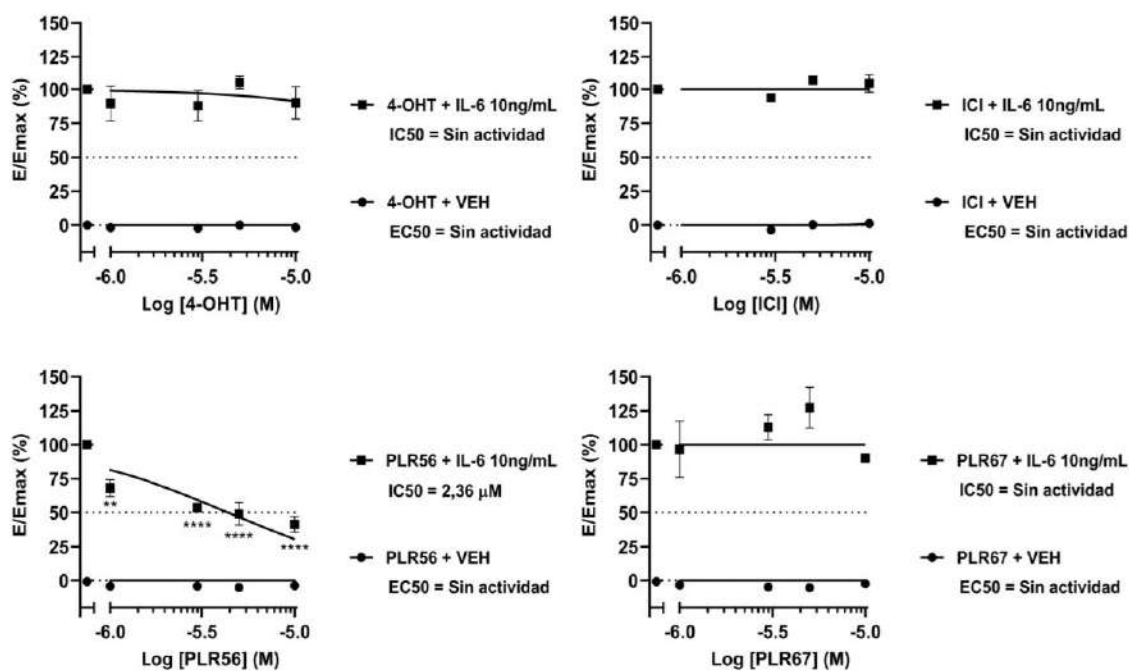 150
125
100
75
50
25
0
E/Emax (%)
-6.0
-5.5
-5.0
Log [4-OHT] (M)
4-OHT + IL-6 10ng/mL
IC50 = Sin actividad
4-OHT + VEH
EC50 = Sin actividad
150
125
100
75
50
25
0
E/Emax (%)
-6.0
-5.5
-5.0
Log [ICI] (M)
ICI + IL-6 10ng/mL
IC50 = Sin actividad
ICI + VEH
EC50 = Sin actividad
150
125
100
75
50
25
0
E/Emax (%)
**
****
****
****
-6.0
-5.5
-5.0
Log [PLR56] (M)
PLR56 + IL-6 10ng/mL
IC50 = 2,36 μM
PLR56 + VEH
EC50 = Sin actividad
150
125
100
75
50
25
0
E/Emax (%)
-6.0
-5.5
-5.0
Log [PLR67] (M)
PLR67 + IL-6 10ng/mL
IC50 = Sin actividad
PLR67 + VEH
EC50 = Sin actividad